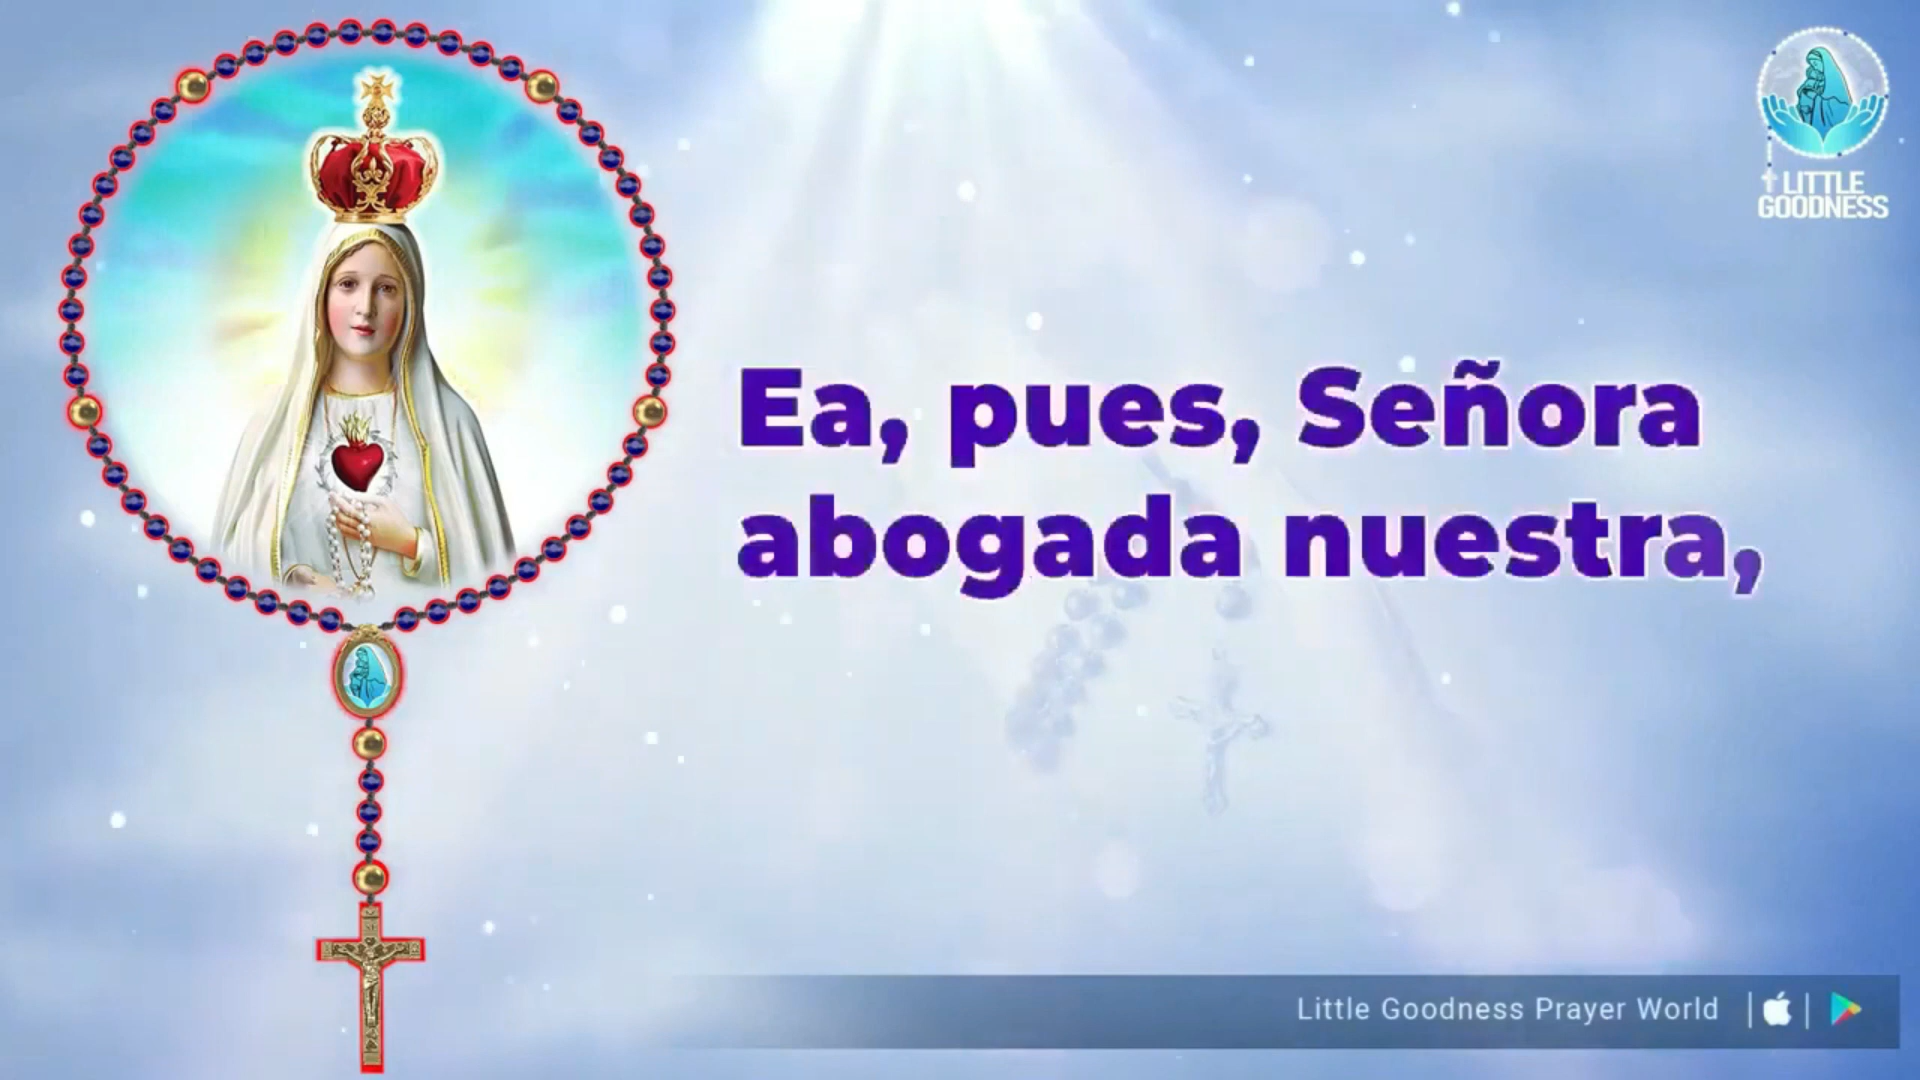 LITTLE
GOODNESS
Ea, pues, Señora
abogada nuestra,
Little Goodness Prayer World